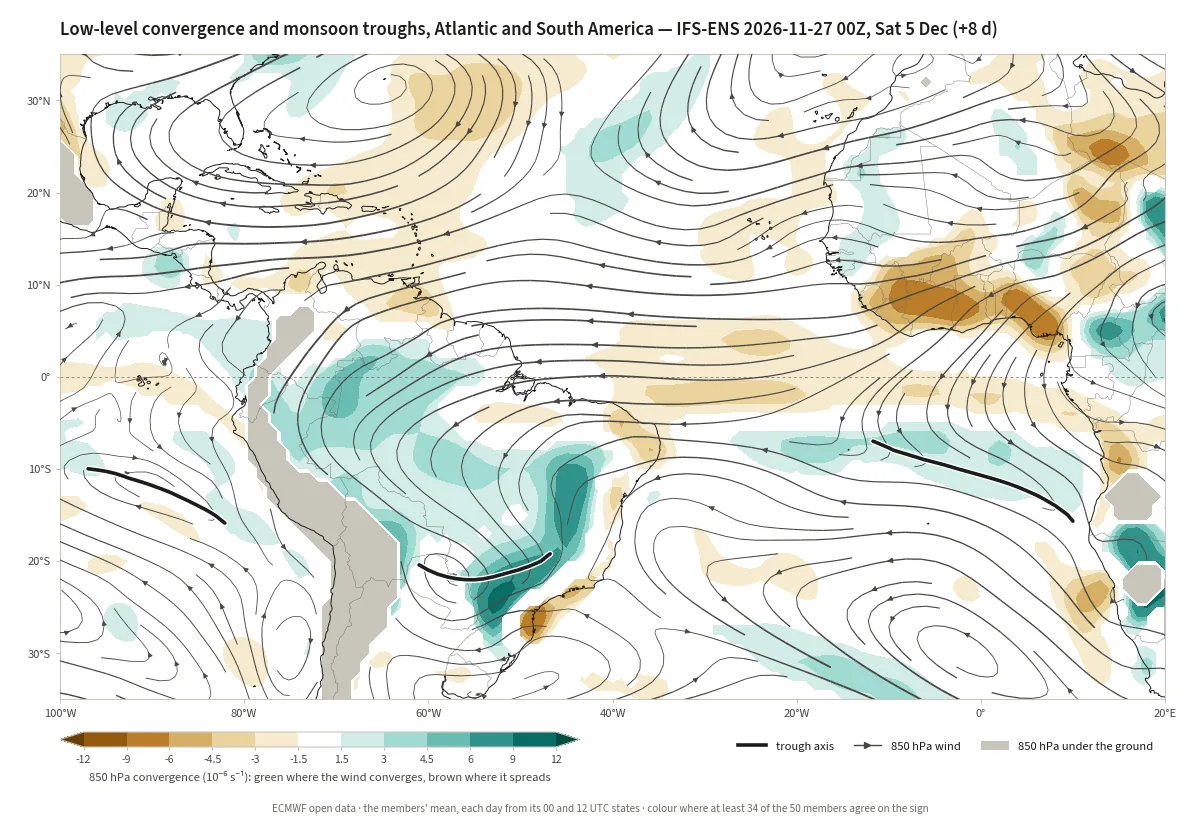 Low-level convergence and monsoon troughs, Atlantic and South America — IFS-ENS 2026-11-27 00Z, Sat 5 Dec (+8 d)
30°N
20°N
10°N
0°
10°S
20°S
30°S
100°W 80°W 60°W 40°W 20°W 0° 20°E
-12 -9 -6 -4.5 -3 -1.5 1.5 3 4.5 6 9 12
850 hPa convergence (10⁻⁶ s⁻¹): green where the wind converges, brown where it spreads
trough axis 850 hPa wind 850 hPa under the ground
ECMWF open data · the members' mean, each day from its 00 and 12 UTC states · colour where at least 34 of the 50 members agree on the sign